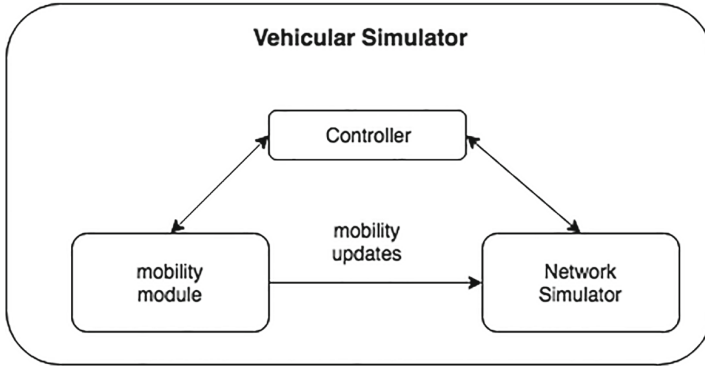 Vehicular Simulator
Controller
mobility
updates
mobility
module
Network
Simulator